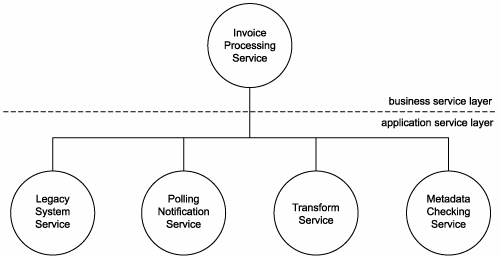 Invoice
Processing
Service
business service layer
application service layer
Legacy
System
Service
Polling
Notification
Service
Transform
Service
Metadata
Checking
Service